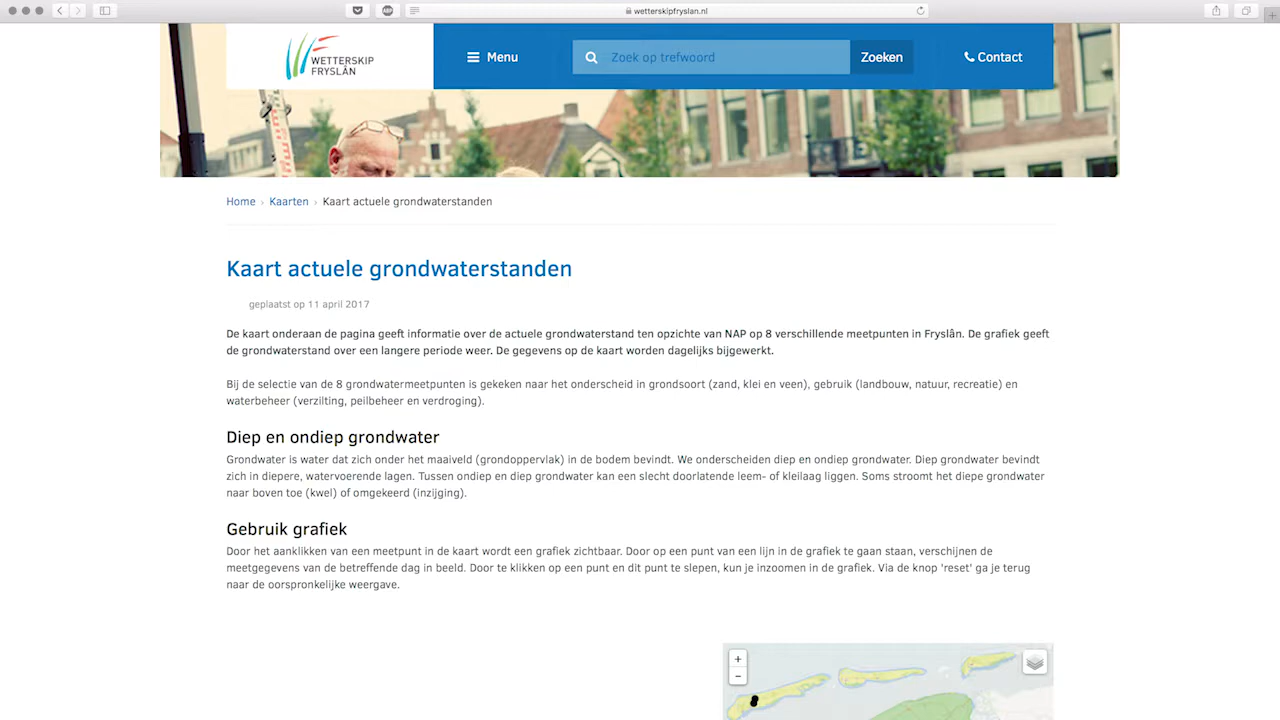 wetterskipfryslan.nl
ABP
WETTERSKIP
FRYSLÂN
Menu
Zoek op trefwoord
Zoeken
Contact
Home › Kaarten › Kaart actuele grondwaterstanden
Kaart actuele grondwaterstanden
geplaatst op 11 april 2017
De kaart onderaan de pagina geeft informatie over de actuele grondwaterstand ten opzichte van NAP op 8 verschillende meetpunten in Fryslân. De grafiek geeft
de grondwaterstand over een langere periode weer. De gegevens op de kaart worden dagelijks bijgewerkt.
Bij de selectie van de 8 grondwatermeetpunten is gekeken naar het onderscheid in grondsoort (zand, klei en veen), gebruik (landbouw, natuur, recreatie) en
waterbeheer (verzilting, peilbeheer en verdroging).
Diep en ondiep grondwater
Grondwater is water dat zich onder het maaiveld (grondoppervlak) in de bodem bevindt. We onderscheiden diep en ondiep grondwater. Diep grondwater bevindt
zich in diepere, watervoerende lagen. Tussen ondiep en diep grondwater kan een slecht doorlatende leem- of kleilaag liggen. Soms stroomt het diepe grondwater
naar boven toe (kwel) of omgekeerd (inzijging).
Gebruik grafiek
Door het aanklikken van een meetpunt in de kaart wordt een grafiek zichtbaar. Door op een punt van een lijn in de grafiek te gaan staan, verschijnen de
meetgegevens van de betreffende dag in beeld. Door te klikken op een punt en dit punt te slepen, kun je inzoomen in de grafiek. Via de knop 'reset' ga je terug
naar de oorspronkelijke weergave.
+
−